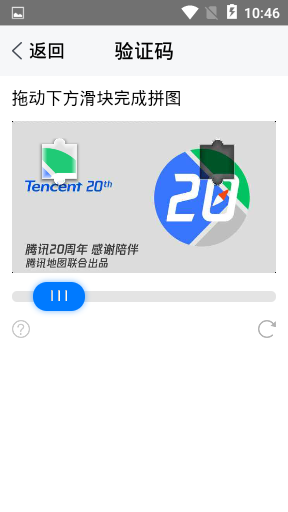 10:46
返回
验证码
拖动下方滑块完成拼图
Tencent 20th
20
腾讯20周年 感谢陪伴
腾讯地图联合出品
?